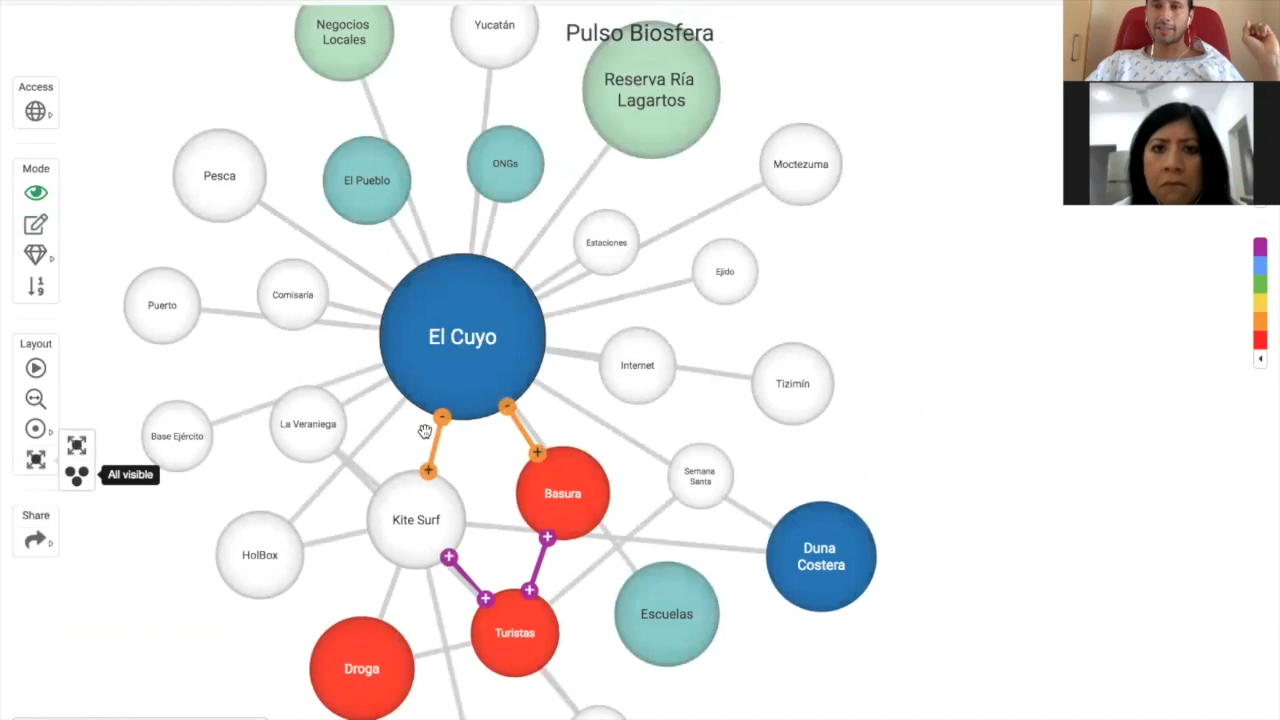 Pulso Biosfera
Negocios
Locales
Yucatán
Reserva Ría
Lagartos
Access
Mode
1
9
Layout
All visible
Share
Pesca
El Pueblo
ONGs
Moctezuma
Estaciones
Ejido
Comisaría
Puerto
El Cuyo
Internet
Tizimín
La Veraniega
Base Ejército
-
-
+
+
Basura
Semana
Santa
Kite Surf
HolBox
Duna
Costera
+
+
+
+
Escuelas
Turistas
Droga